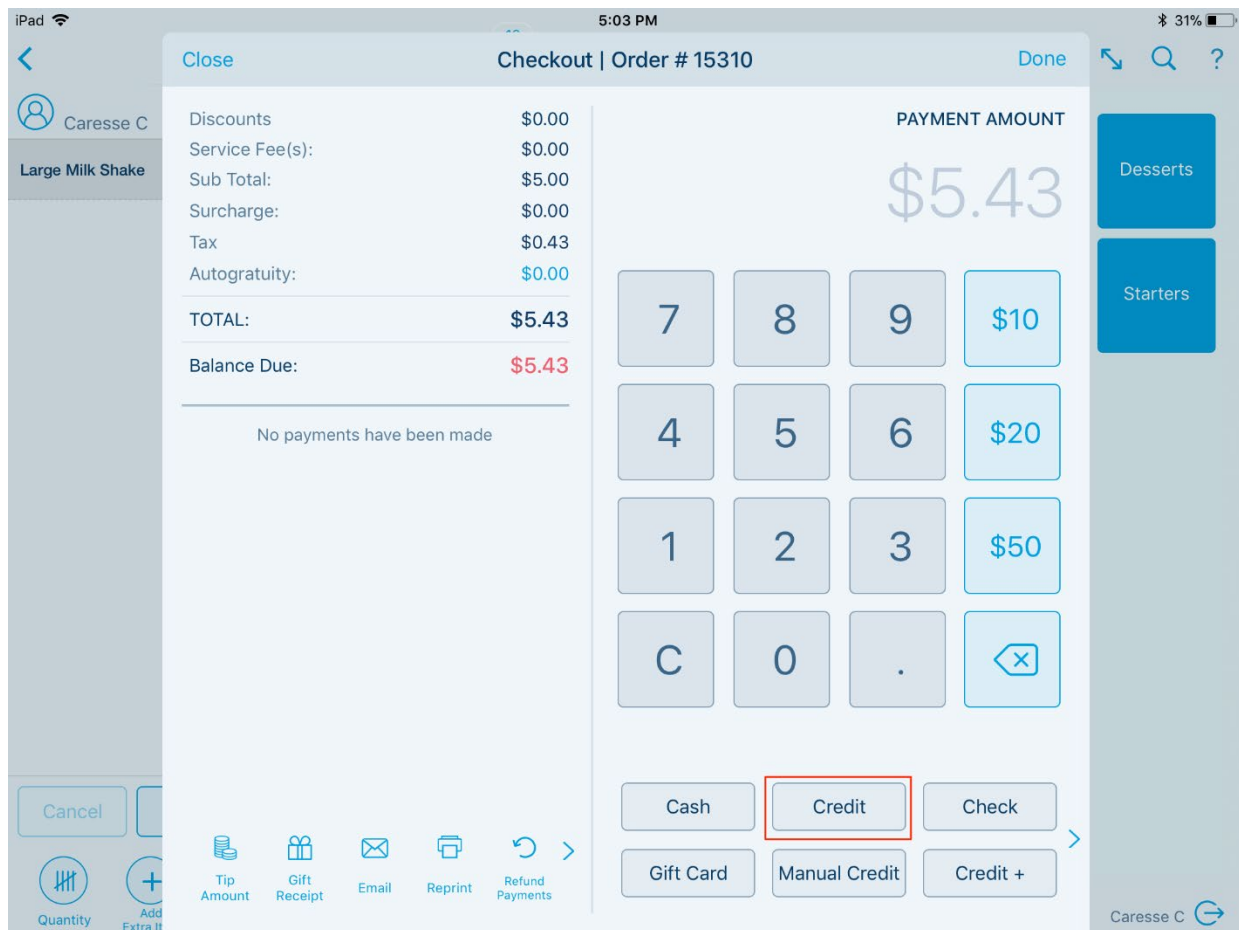 iPad 5:03 PM 31%
Close Checkout | Order # 15310 Done ?
Caresse C
Large Milk Shake
Discounts $0.00
Service Fee(s): $0.00
Sub Total: $5.00
Surcharge: $0.00
Tax $0.43
Autogratuity: $0.00
TOTAL: $5.43
Balance Due: $5.43
No payments have been made
PAYMENT AMOUNT
$5.43
7 8 9 $10
4 5 6 $20
1 2 3 $50
C 0 .
Cash Credit Check
Gift Card Manual Credit Credit +
Desserts
Starters
Cancel
Quantity
Add
Extra It
Tip
Amount
Gift
Receipt
Email
Reprint
Refund
Payments
Caresse C